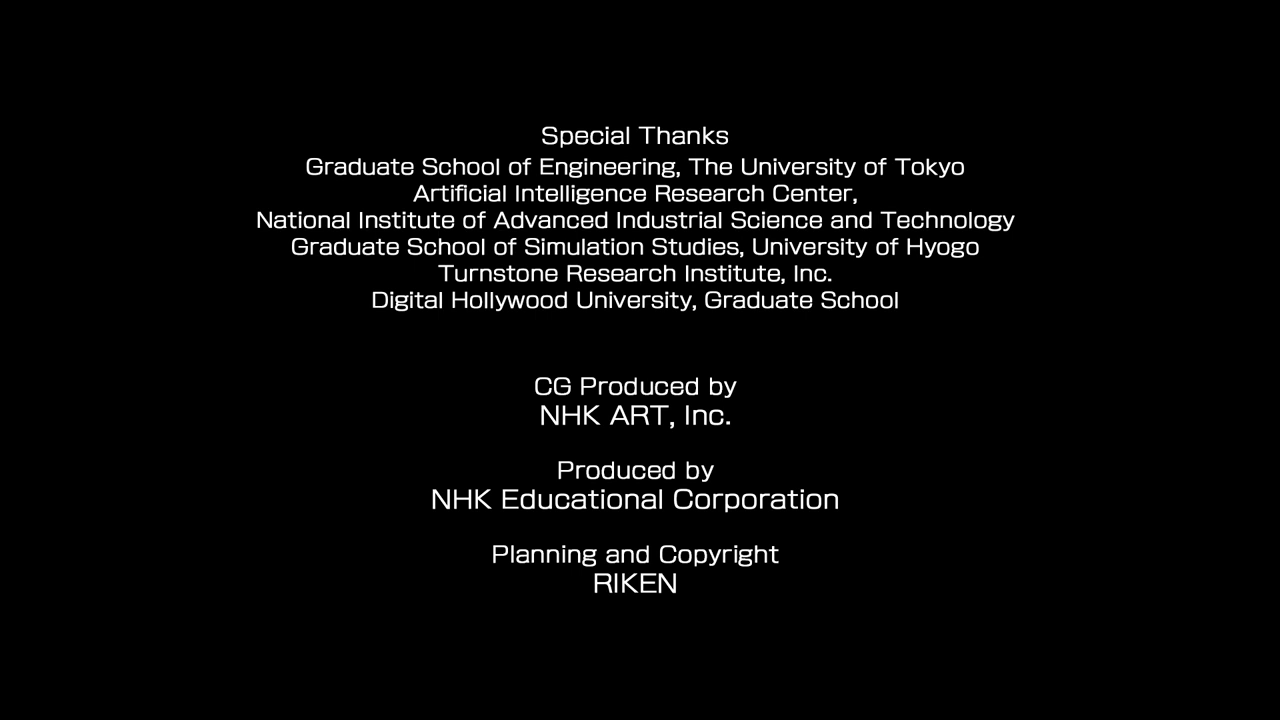 Special Thanks
Graduate School of Engineering, The University of Tokyo
Artificial Intelligence Research Center,
National Institute of Advanced Industrial Science and Technology
Graduate School of Simulation Studies, University of Hyogo
Turnstone Research Institute, Inc.
Digital Hollywood University, Graduate School
CG Produced by
NHK ART, Inc.
Produced by
NHK Educational Corporation
Planning and Copyright
RIKEN